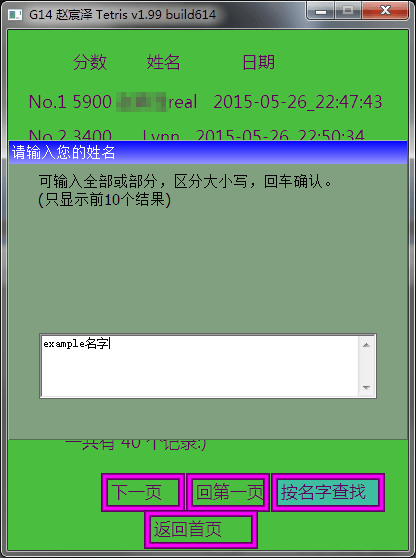 G14 赵宸泽 Tetris v1.99 build614
分数 姓名 日期
No.1 5900 real 2015-05-26_22:47:43
No.2 3400 Lynn 2015-05-26_22:50:34
请输入您的姓名
可输入全部或部分，区分大小写，回车确认。
(只显示前10个结果)
example名字
一共有 40 个记录:)
下一页 回第一页 按名字查找
返回首页